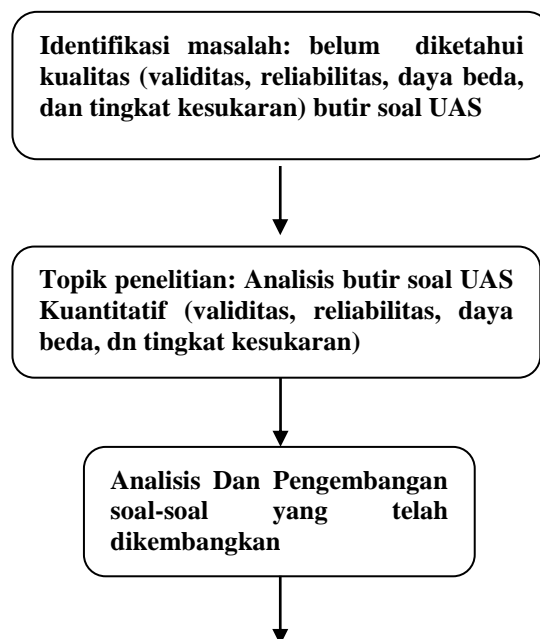 Identifikasi masalah: belum diketahui
kualitas (validitas, reliabilitas, daya beda,
dan tingkat kesukaran) butir soal UAS
Topik penelitian: Analisis butir soal UAS
Kuantitatif (validitas, reliabilitas, daya
beda, dn tingkat kesukaran)
Analisis Dan Pengembangan
soal-soal yang telah
dikembangkan